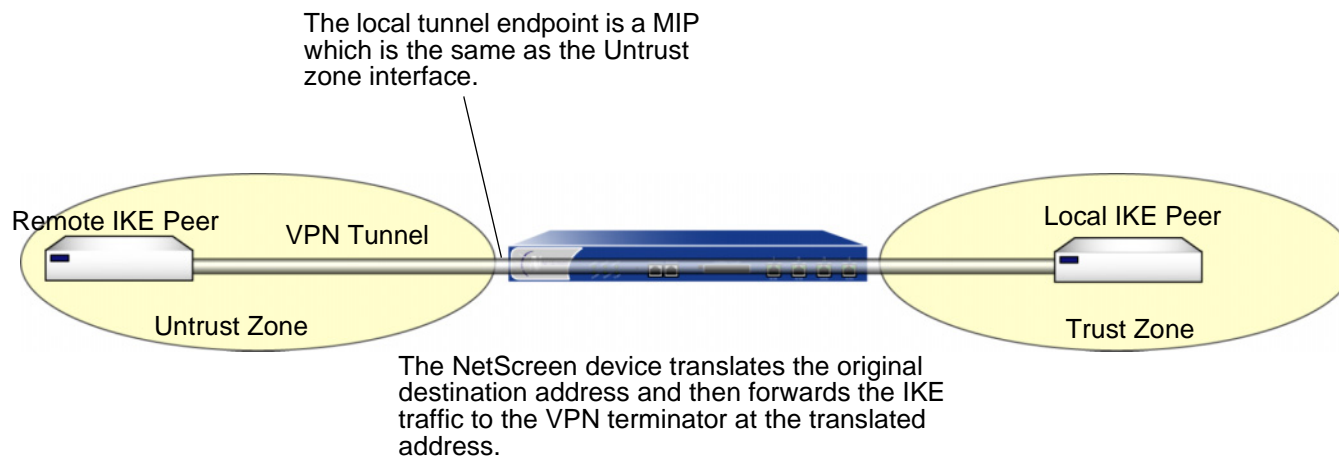 The local tunnel endpoint is a MIP
which is the same as the Untrust
zone interface.
Remote IKE Peer
VPN Tunnel
Local IKE Peer
Untrust Zone
Trust Zone
The NetScreen device translates the original
destination address and then forwards the IKE
traffic to the VPN terminator at the translated
address.